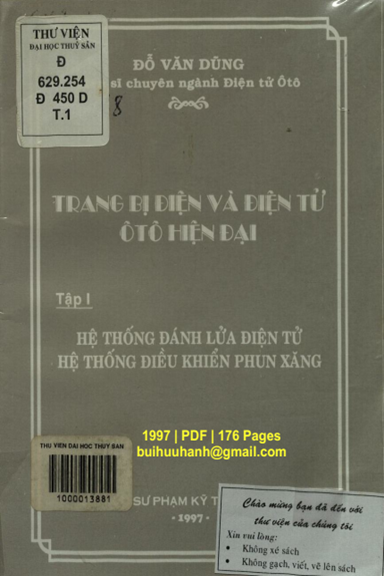 THƯ VIỆN
ĐẠI HỌC THUỶ SẢN
Đ
629.254
Đ 450 D
T.1
8
ĐỖ VĂN DŨNG
sĩ chuyên ngành Điện tử Ôtô
TRANG BỊ ĐIỆN VÀ ĐIỆN TỬ
ÔTÔ HIỆN ĐẠI
Tập I
HỆ THỐNG ĐÁNH LỬA ĐIỆN TỬ
HỆ THỐNG ĐIỀU KHIỂN PHUN XĂNG
1997 | PDF | 176 Pages
buihuuhanh@gmail.com
THU VIEN DAI HOC THUY SAN
1000013881
SƯ PHẠM KỸ T
- 1997 -
Chào mừng bạn đã đến với
thư viện của chúng tôi
Xin vui lòng:
• Không xé sách
• Không gạch, viết, vẽ lên sách